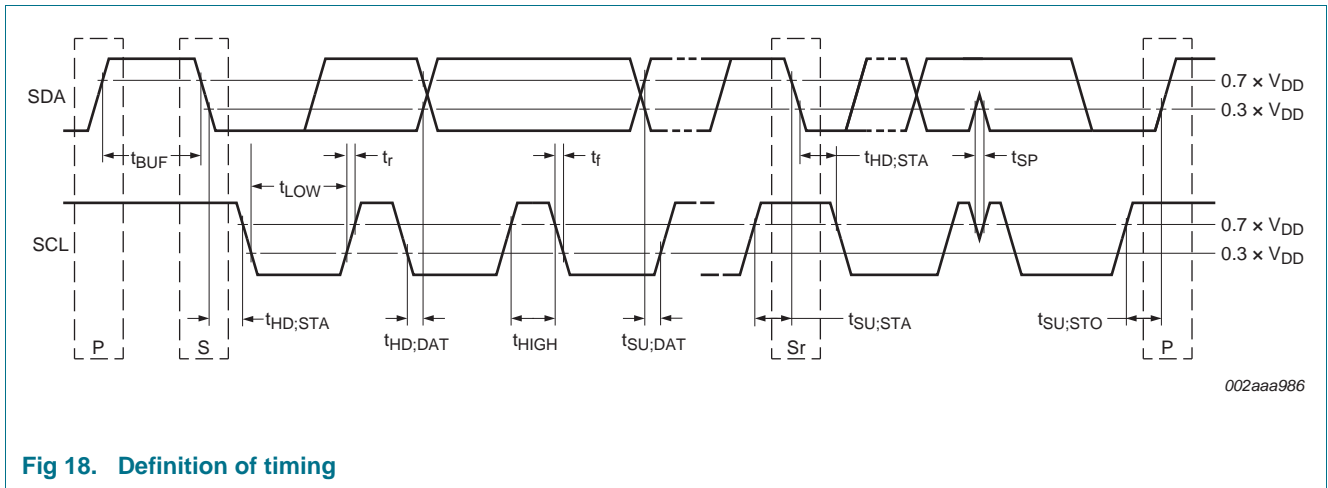 SDA
0.7 × VDD
0.3 × VDD
tBUF
tr
tf
tHD;STA
tSP
tLOW
SCL
0.7 × VDD
0.3 × VDD
tHD;STA
tHD;DAT
tHIGH
tSU;DAT
tSU;STA
tSU;STO
P
S
Sr
P
002aaa986
Fig 18. Definition of timing